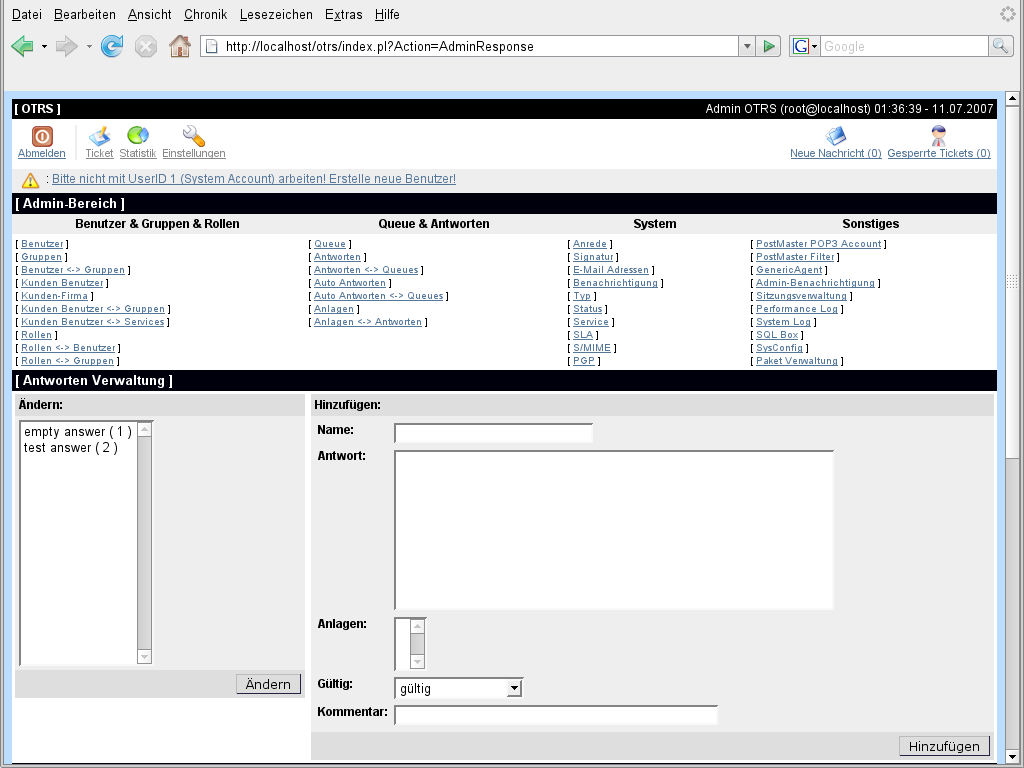 Datei Bearbeiten Ansicht Chronik Lesezeichen Extras Hilfe
http://localhost/otrs/index.pl?Action=AdminResponse
G Google
[ OTRS ] Admin OTRS (root@localhost) 01:36:39 - 11.07.2007
Abmelden Ticket Statistik Einstellungen Neue Nachricht (0) Gesperrte Tickets (0)
: Bitte nicht mit UserID 1 (System Account) arbeiten! Erstelle neue Benutzer!
[ Admin-Bereich ]
Benutzer & Gruppen & Rollen Queue & Antworten System Sonstiges
[ Benutzer ] [ Queue ] [ Anrede ] [ PostMaster POP3 Account ]
[ Gruppen ] [ Antworten ] [ Signatur ] [ PostMaster Filter ]
[ Benutzer <-> Gruppen ] [ Antworten <-> Queues ] [ E-Mail Adressen ] [ GenericAgent ]
[ Kunden Benutzer ] [ Auto Antworten ] [ Benachrichtigung ] [ Admin-Benachrichtigung ]
[ Kunden-Firma ] [ Auto Antworten <-> Queues ] [ Typ ] [ Sitzungsverwaltung ]
[ Kunden Benutzer <-> Gruppen ] [ Anlagen ] [ Status ] [ Performance Log ]
[ Kunden Benutzer <-> Services ] [ Anlagen <-> Antworten ] [ Service ] [ System Log ]
[ Rollen ] [ SLA ] [ SQL Box ]
[ Rollen <-> Benutzer ] [ S/MIME ] [ SysConfig ]
[ Rollen <-> Gruppen ] [ PGP ] [ Paket Verwaltung ]
[ Antworten Verwaltung ]
Ändern:
empty answer ( 1 )
test answer ( 2 )
Ändern
Hinzufügen:
Name:
Antwort:
Anlagen:
Gültig: gültig
Kommentar:
Hinzufügen